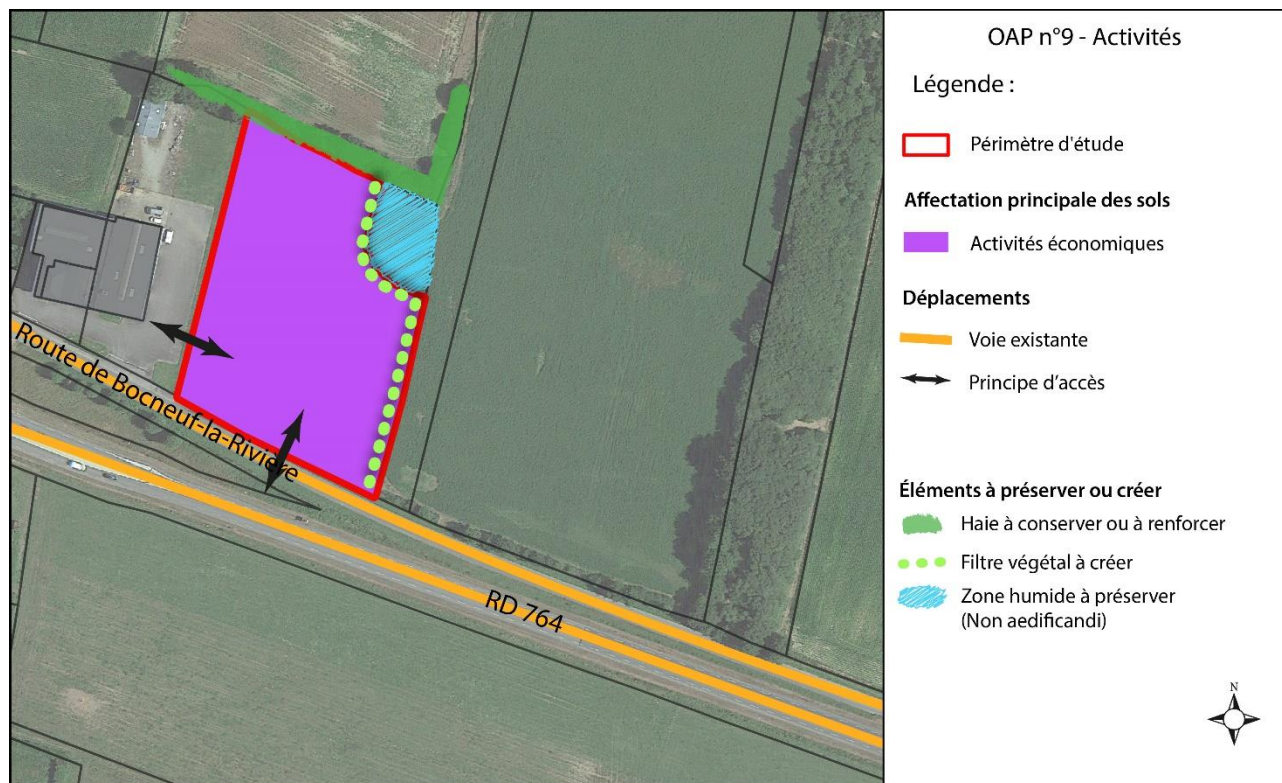 Route de Bocneuf-la-Rivière
RD 764
OAP n°9 - Activités
Légende :
Périmètre d'étude
Affectation principale des sols
Activités économiques
Déplacements
Voie existante
Principe d'accès
Éléments à préserver ou créer
Haie à conserver ou à renforcer
Filtre végétal à créer
Zone humide à préserver
(Non aedificandi)
N